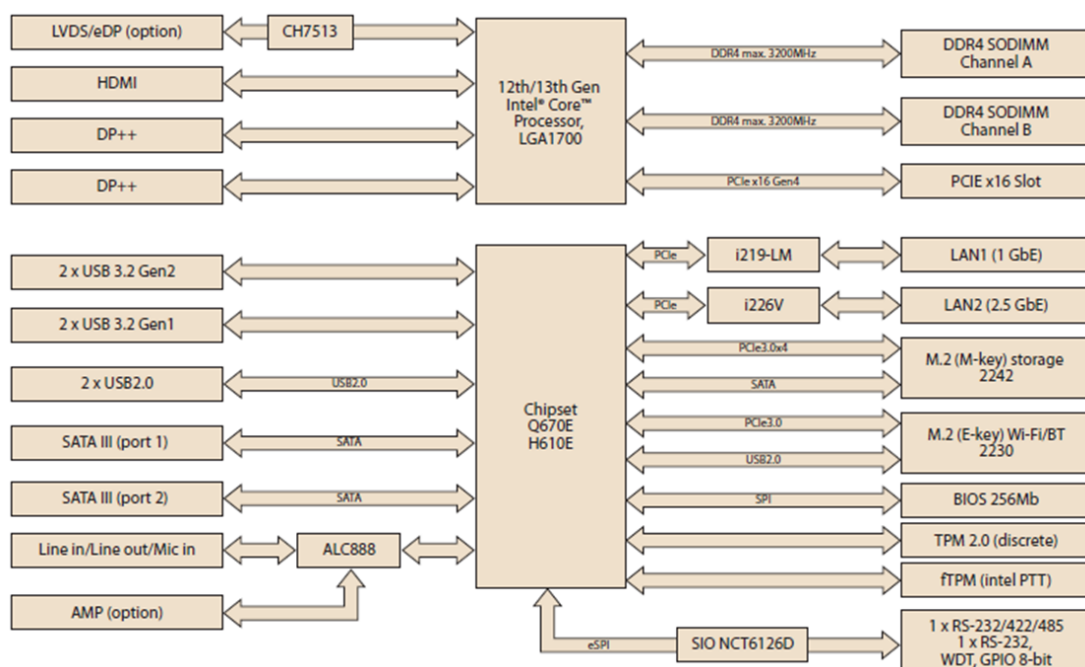 LVDS/eDP (option)
CH7513
HDMI
DP++
DP++
12th/13th Gen
Intel® Core™
Processor,
LGA1700
DDR4 max. 3200MHz
DDR4 SODIMM
Channel A
DDR4 max. 3200MHz
DDR4 SODIMM
Channel B
PCIe x16 Gen4
PCIE x16 Slot
2 x USB 3.2 Gen2
2 x USB 3.2 Gen1
2 x USB2.0
USB2.0
SATA III (port 1)
SATA
SATA III (port 2)
SATA
Line in/Line out/Mic in
ALC888
AMP (option)
Chipset
Q670E
H610E
PCIe
i219-LM
LAN1 (1 GbE)
PCIe
i226V
LAN2 (2.5 GbE)
PCIe3.0x4
SATA
M.2 (M-key) storage
2242
PCIe3.0
USB2.0
M.2 (E-key) Wi-Fi/BT
2230
SPI
BIOS 256Mb
TPM 2.0 (discrete)
fTPM (intel PTT)
eSPI
SIO NCT6126D
1 x RS-232/422/485
1 x RS-232,
WDT, GPIO 8-bit